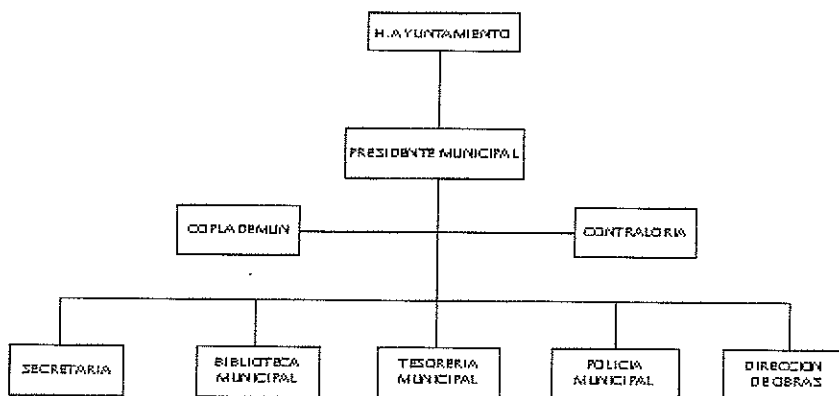 H. AYUNTAMIENTO
PRESIDENTE MUNICIPAL
COPLADEMUN
CONTRALORIA
SECRETARIA
BIBLIOTECA
MUNICIPAL
TESORERIA
MUNICIPAL
POLICIA
MUNICIPAL
DIRECCION
DE OBRAS